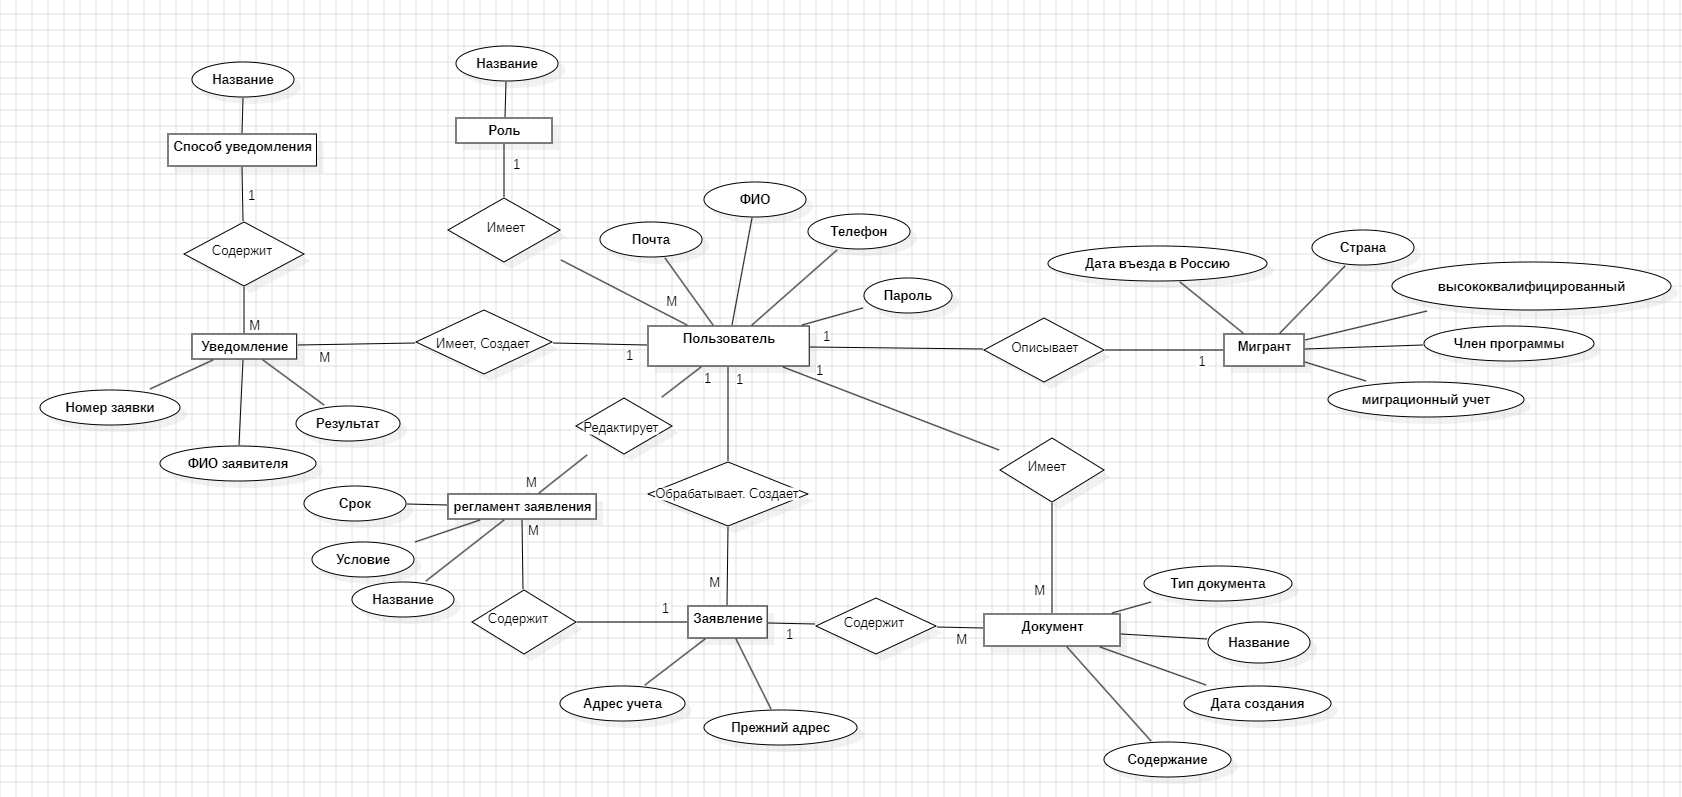 Название
Название
Роль
Способ уведомления
1
1
ФИО
Имеет
Почта
Телефон
Содержит
Страна
Дата въезда в Россию
высококвалифицированный
Пароль
M
M
1
Уведомление
Имеет, Создает
Пользователь
Описывает
Мигрант
Член программы
M
1
1
1
1
1
миграционный учет
Номер заявки
Результат
Редактирует
ФИО заявителя
Имеет
M
<Обрабатывает. Создает>
Срок
регламент заявления
M
Условие
Название
M
M
Тип документа
1
Содержит
Заявление
Содержит
Документ
1
M
Название
Адрес учета
Дата создания
Прежний адрес
Содержание